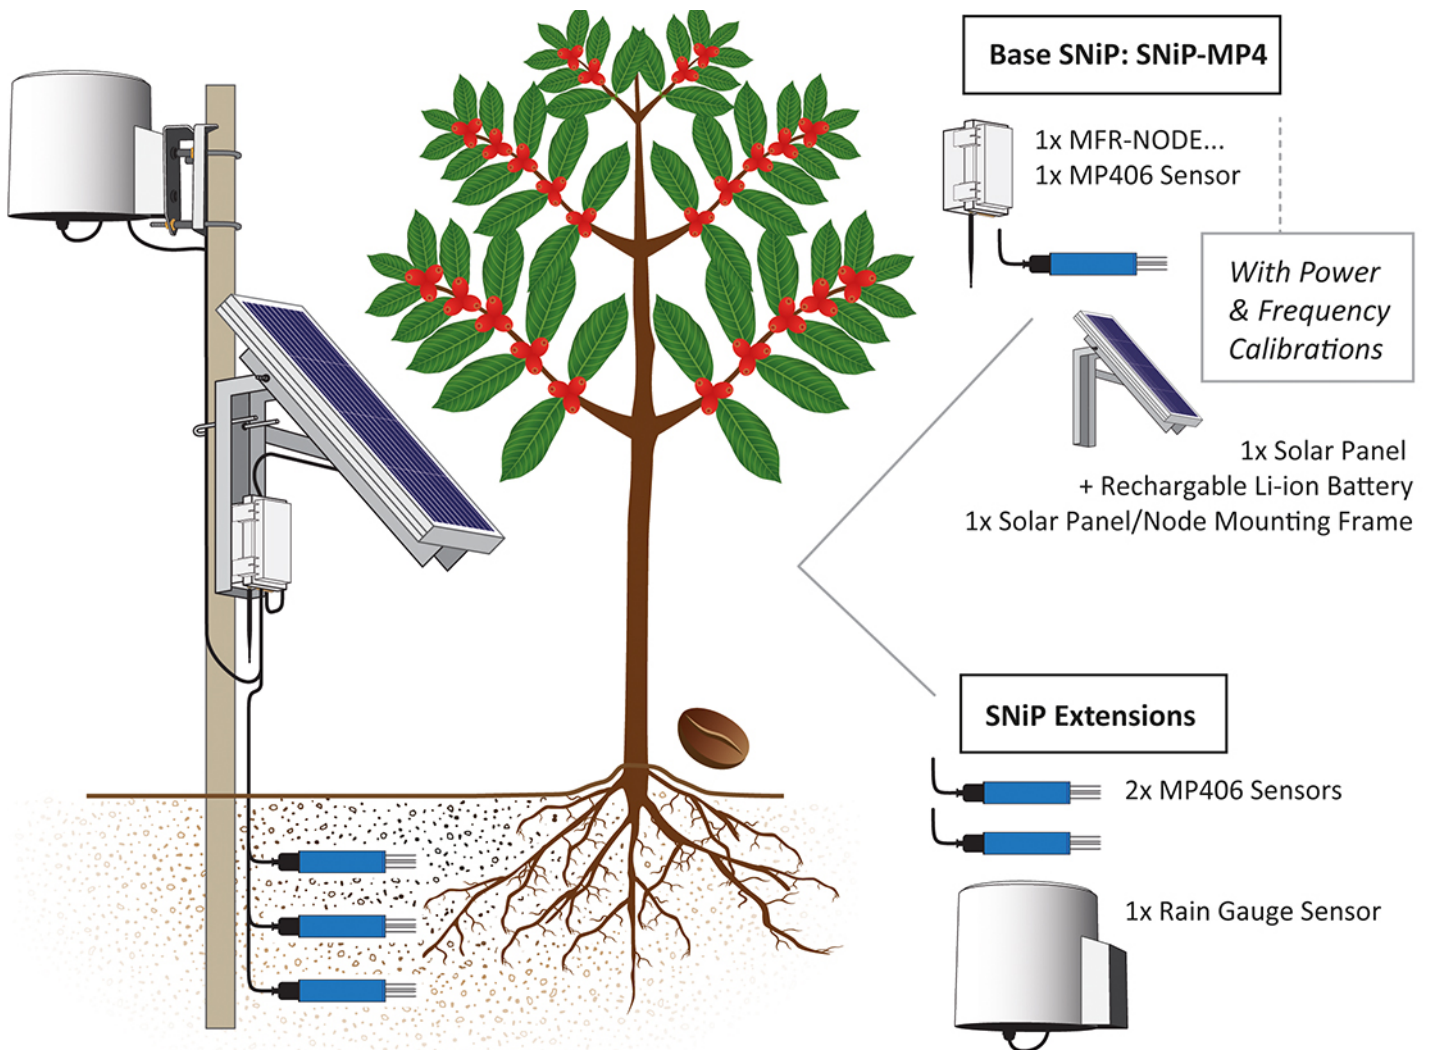 Base SNiP: SNiP-MP4
1x MFR-NODE...
1x MP406 Sensor
With Power
& Frequency
Calibrations
1x Solar Panel
+ Rechargable Li-ion Battery
1x Solar Panel/Node Mounting Frame
SNiP Extensions
2x MP406 Sensors
1x Rain Gauge Sensor